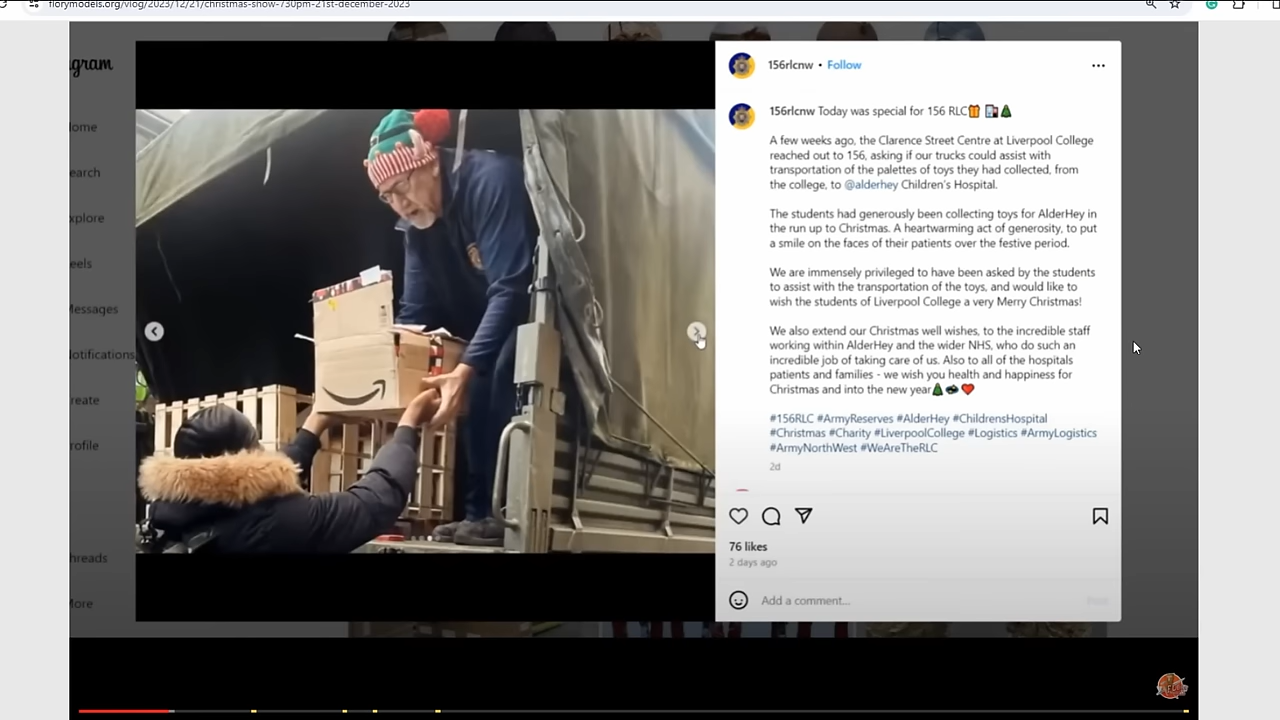 florymodels.org/vlog/2023/12/21/christmas-show-730pm-21st-december-2023
gram
156rlcnw • Follow
156rlcnw Today was special for 156 RLC🎁 🏥🎄
A few weeks ago, the Clarence Street Centre at Liverpool College
reached out to 156, asking if our trucks could assist with
transportation of the palettes of toys they had collected, from
the college, to @alderhey Children's Hospital.
The students had generously been collecting toys for AlderHey in
the run up to Christmas. A heartwarming act of generosity, to put
a smile on the faces of their patients over the festive period.
We are immensely privileged to have been asked by the students
to assist with the transportation of the toys, and would like to
wish the students of Liverpool College a very Merry Christmas!
We also extend our Christmas well wishes, to the incredible staff
working within AlderHey and the wider NHS, who do such an
incredible job of taking care of us. Also to all of the hospitals
patients and families - we wish you health and happiness for
Christmas and into the new year
#156RLC #ArmyReserves #AlderHey #ChildrensHospital
#Christmas #Charity #LiverpoolCollege #Logistics #ArmyLogistics
#ArmyNorthWest #WeAreTheRLC
2d
76 likes
2 days ago
Add a comment...
ome
earch
xplore
eels
Messages
Notifications
reate
rofile
hreads
More